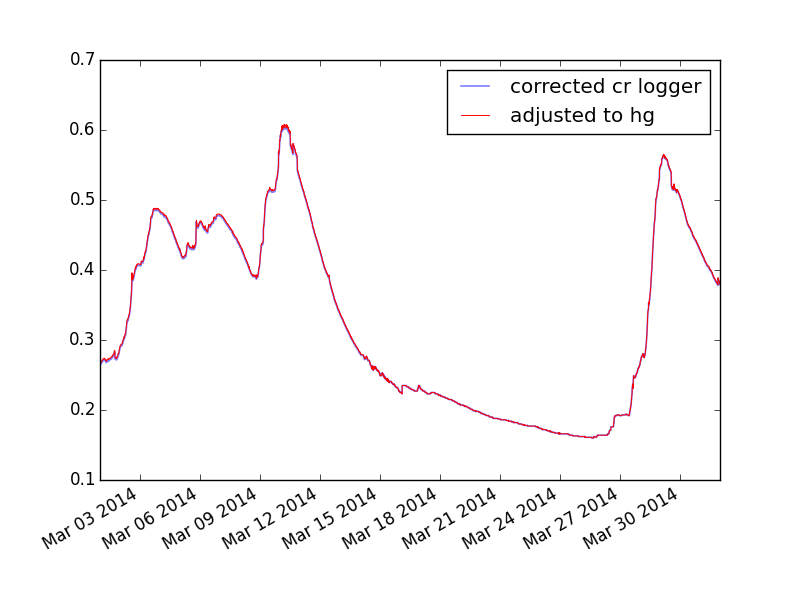 0.7
corrected cr logger
adjusted to hg
0.6
0.5
0.4
0.3
0.2
0.1
Mar 03 2014
Mar 06 2014
Mar 09 2014
Mar 12 2014
Mar 15 2014
Mar 18 2014
Mar 21 2014
Mar 24 2014
Mar 27 2014
Mar 30 2014